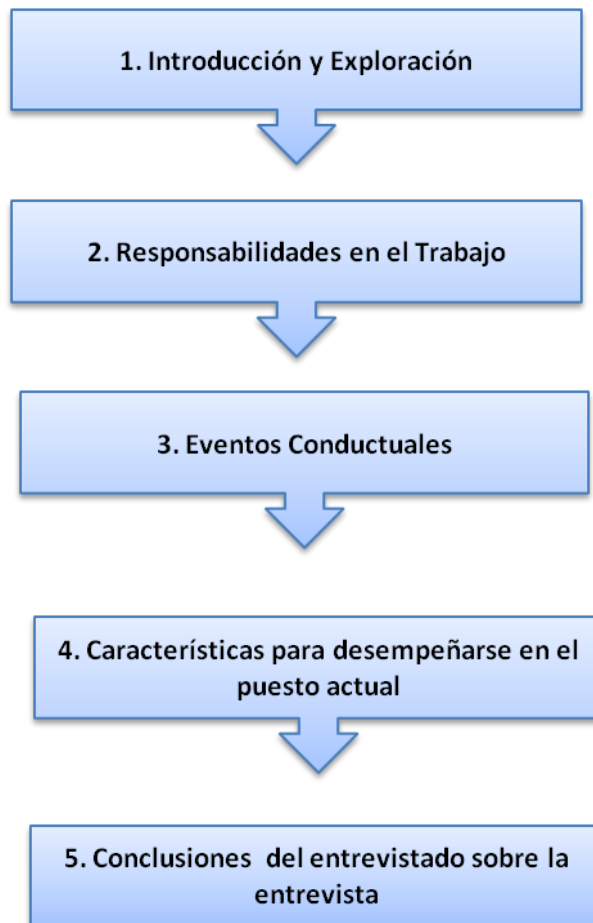 1. Introducción y Exploración
2. Responsabilidades en el Trabajo
3. Eventos Conductuales
4. Característícas para desempeñarse en el
puesto actual
5. Conclusiones  del entrevistado sobre la
entrevista